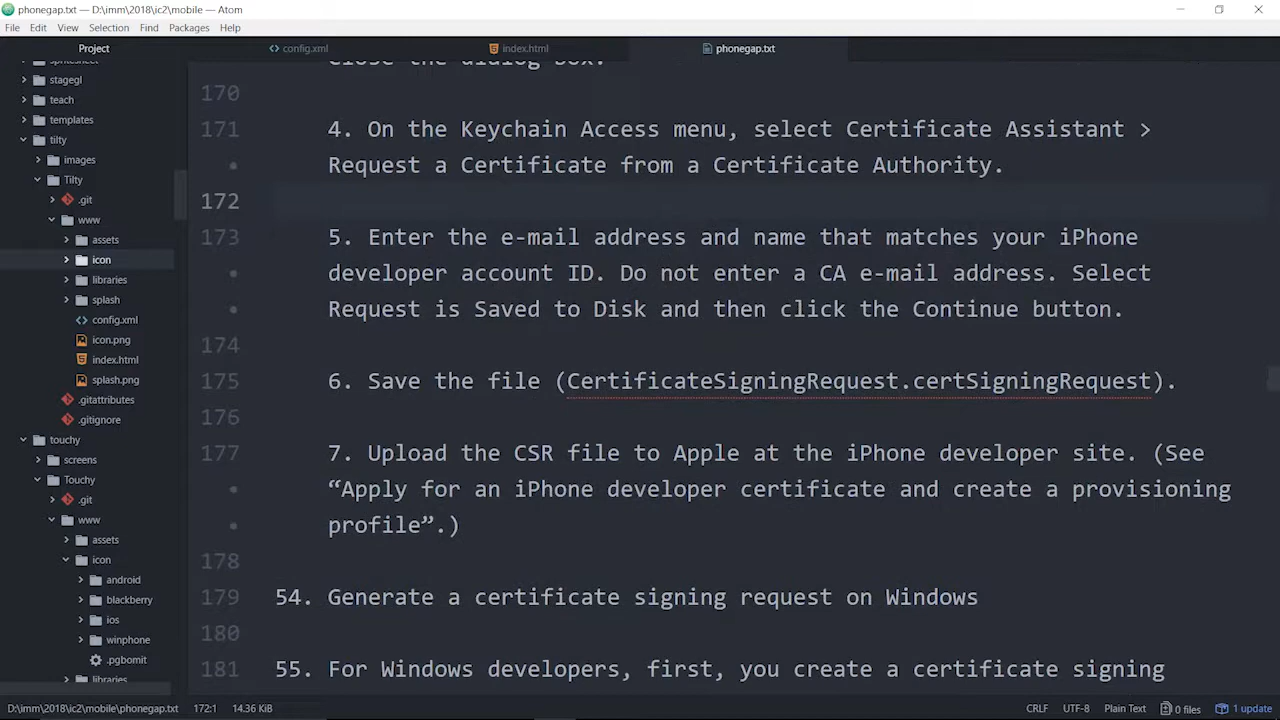 phonegap.txt — D:\imm\2018\ic2\mobile — Atom
File Edit View Selection Find Packages Help
Project
config.xml
index.html
phonegap.txt
spritesheet
stagegl
teach
templates
tilty
images
Tilty
.git
www
assets
icon
libraries
splash
config.xml
icon.png
index.html
splash.png
.gitattributes
.gitignore
touchy
screens
Touchy
.git
www
assets
icon
android
blackberry
ios
winphone
.pgbomit
libraries
Close the dialog box.
170
171 4. On the Keychain Access menu, select Certificate Assistant >
Request a Certificate from a Certificate Authority.
172
173 5. Enter the e-mail address and name that matches your iPhone
developer account ID. Do not enter a CA e-mail address. Select
Request is Saved to Disk and then click the Continue button.
174
175 6. Save the file (CertificateSigningRequest.certSigningRequest).
176
177 7. Upload the CSR file to Apple at the iPhone developer site. (See
“Apply for an iPhone developer certificate and create a provisioning
profile”.)
178
179 54. Generate a certificate signing request on Windows
180
181 55. For Windows developers, first, you create a certificate signing
D:\imm\2018\ic2\mobile\phonegap.txt 172:1 14.36 KiB CRLF UTF-8 Plain Text 0 files 1 update